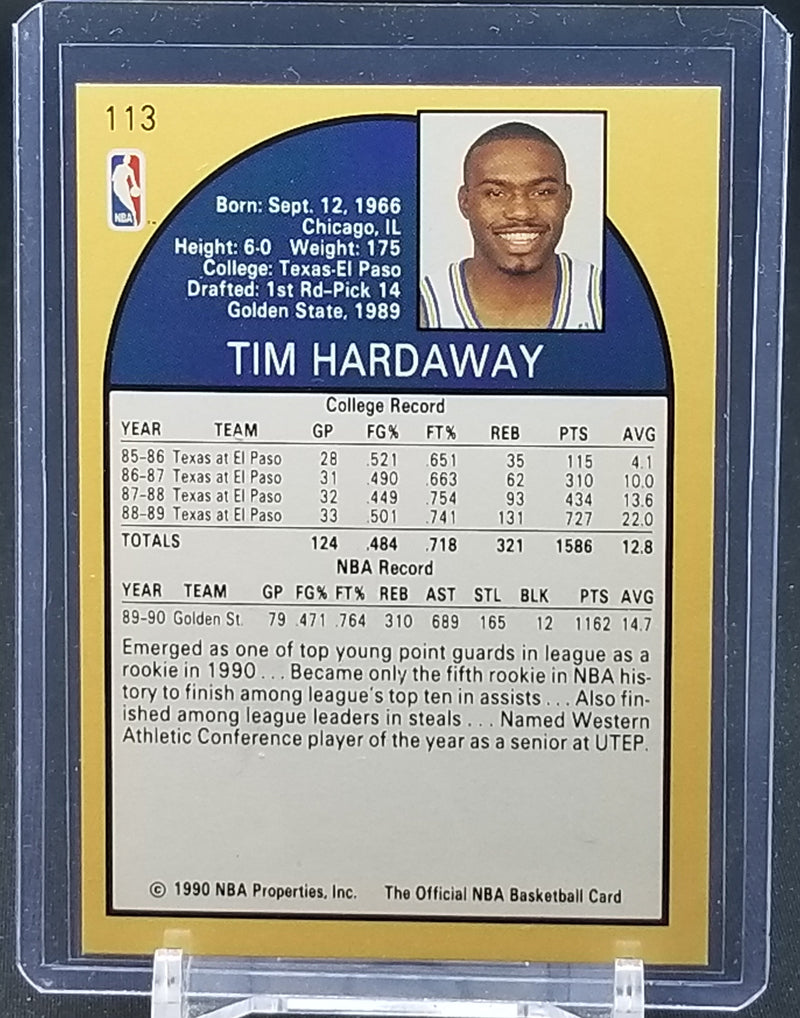 113
NBA
Born: Sept. 12, 1966
Chicago, IL
Height: 6-0 Weight: 175
College: Texas-El Paso
Drafted: 1st Rd-Pick 14
Golden State, 1989
TIM HARDAWAY
College Record
YEAR TEAM GP FG% FT% REB PTS AVG
85-86 Texas at El Paso 28 .521 .651 35 115 4.1
86-87 Texas at El Paso 31 .490 .663 62 310 10.0
87-88 Texas at El Paso 32 .449 .754 93 434 13.6
88-89 Texas at El Paso 33 .501 .741 131 727 22.0
TOTALS 124 .484 .718 321 1586 12.8
NBA Record
YEAR TEAM GP FG% FT% REB AST STL BLK PTS AVG
89-90 Golden St. 79 .471 .764 310 689 165 12 1162 14.7
Emerged as one of top young point guards in league as a
rookie in 1990 . . . Became only the fifth rookie in NBA his-
tory to finish among league's top ten in assists . . . Also fin-
ished among league leaders in steals . . . Named Western
Athletic Conference player of the year as a senior at UTEP.
© 1990 NBA Properties, Inc. The Official NBA Basketball Card